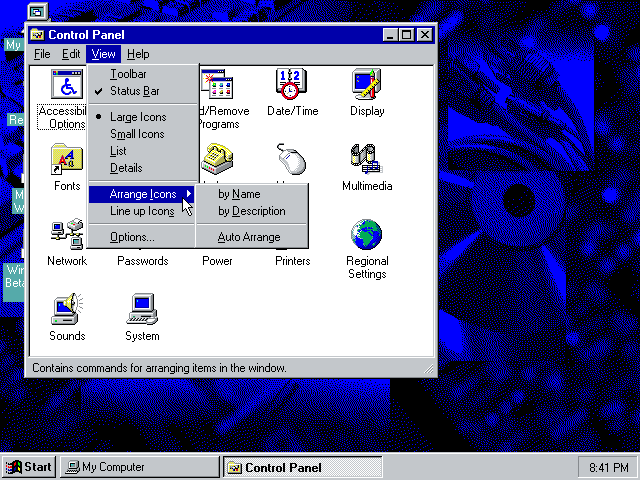 Control Panel
File Edit View Help
My
Toolbar
Status Bar
Large Icons
Small Icons
List
Details
Arrange Icons
Line up Icons
Options...
by Name
by Description
Auto Arrange
Options
d/Remove
Programs
Date/Time
Display
Re
Fonts
Multimedia
M
W
Network
Passwords
Power
Printers
Regional
Settings
Win
Beta
Sounds
System
Contains commands for arranging items in the window.
Start
My Computer
Control Panel
8:41 PM